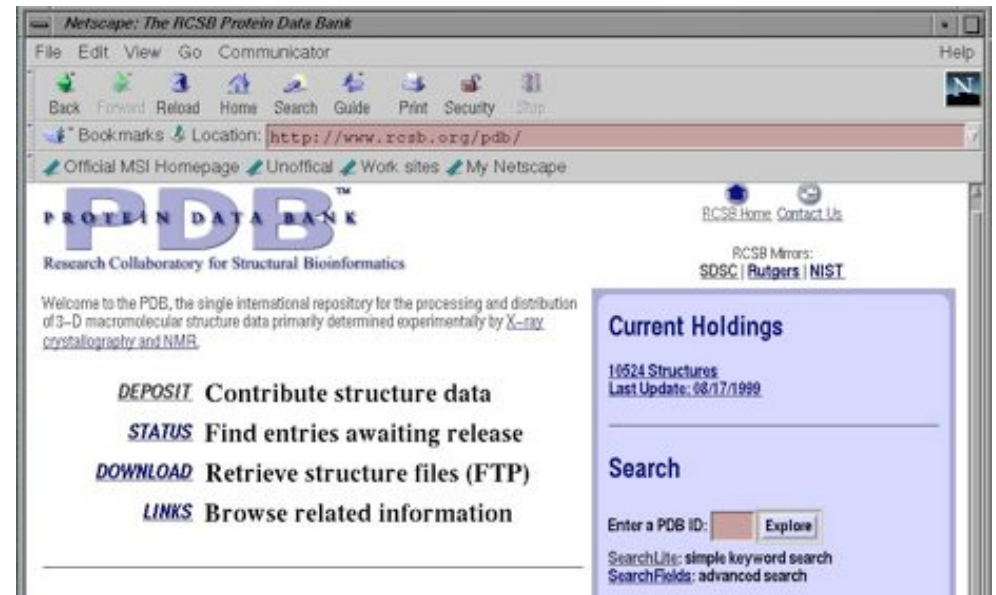 Netscape: The RCSB Protein Data Bank
File Edit View Go Communicator Help
Back Forward Reload Home Search Guide Print Security Stop
N
Bookmarks Location: http://www.rcsb.org/pdb/
Official MSI Homepage Unoffical Work sites My Netscape
PDB TM
PROTEIN DATA BANK
Research Collaboratory for Structural Bioinformatics
Welcome to the PDB, the single international repository for the processing and distribution
of 3-D macromolecular structure data primarily determined experimentally by X-ray
crystallography and NMR.
DEPOSIT Contribute structure data
STATUS Find entries awaiting release
DOWNLOAD Retrieve structure files (FTP)
LINKS Browse related information
RCSB Home Contact Us
RCSB Mirrors:
SDSC | Rutgers | NIST
Current Holdings
10524 Structures
Last Update: 08/17/1999
Search
Enter a PDB ID: Explore
SearchLite: simple keyword search
SearchFields: advanced search